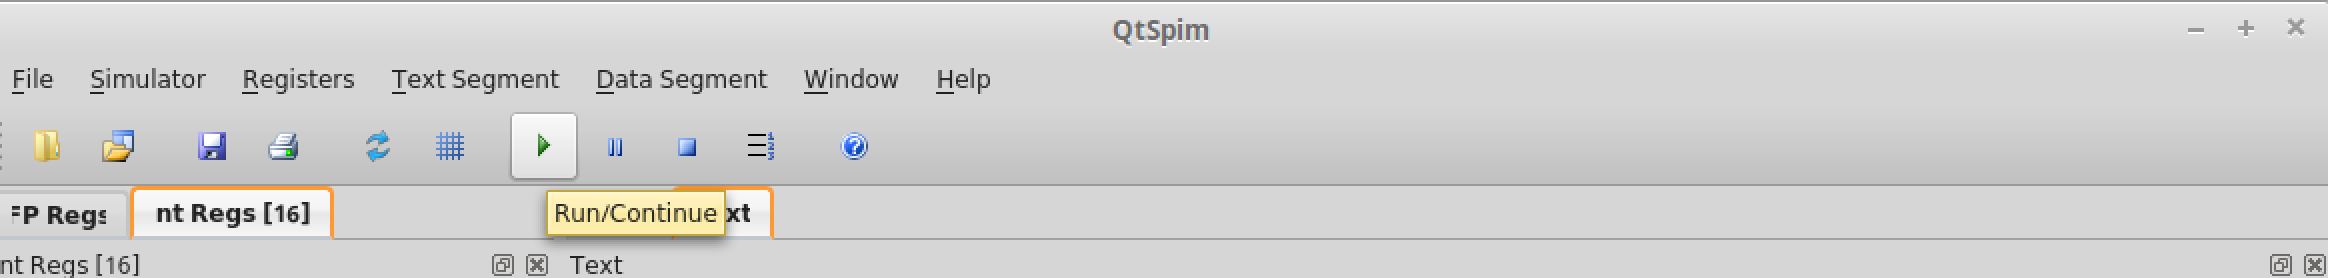 QtSpim
File Simulator Registers Text Segment Data Segment Window Help
FP Regs nt Regs [16] Run/Continue xt
nt Regs [16] Text